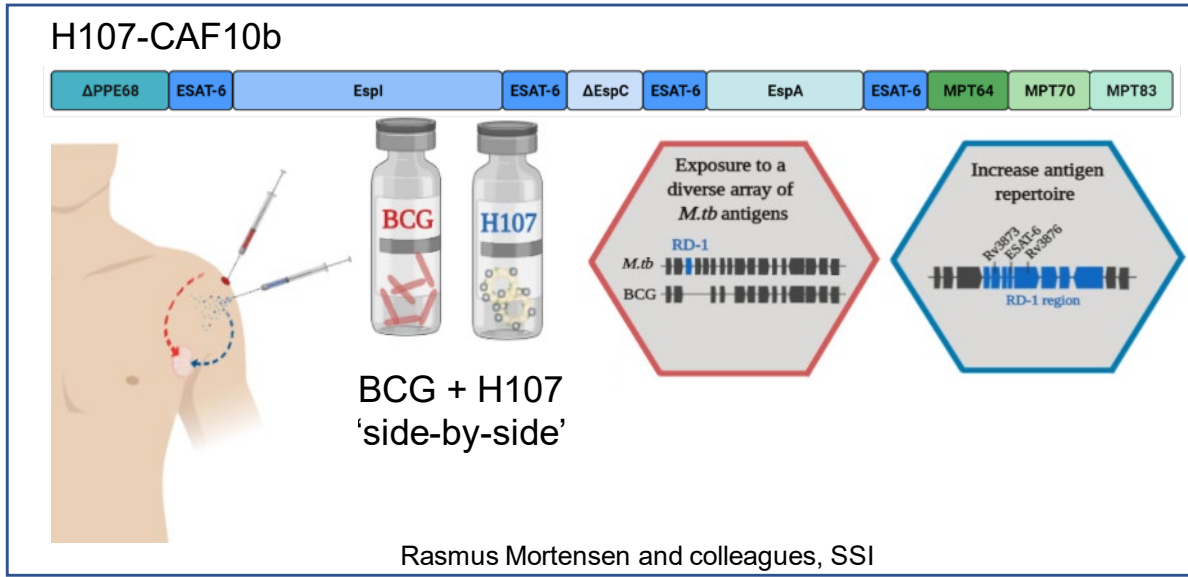 H107-CAF10b
ΔPPE68 ESAT-6 EspI ESAT-6 ΔEspC ESAT-6 EspA ESAT-6 MPT64 MPT70 MPT83
BCG
H107
BCG + H107
‘side-by-side’
Exposure to a
diverse array of
M.tb antigens
RD-1
M.tb
BCG
Increase antigen
repertoire
Rv3873
ESAT-6
Rv3876
RD-1 region
Rasmus Mortensen and colleagues, SSI